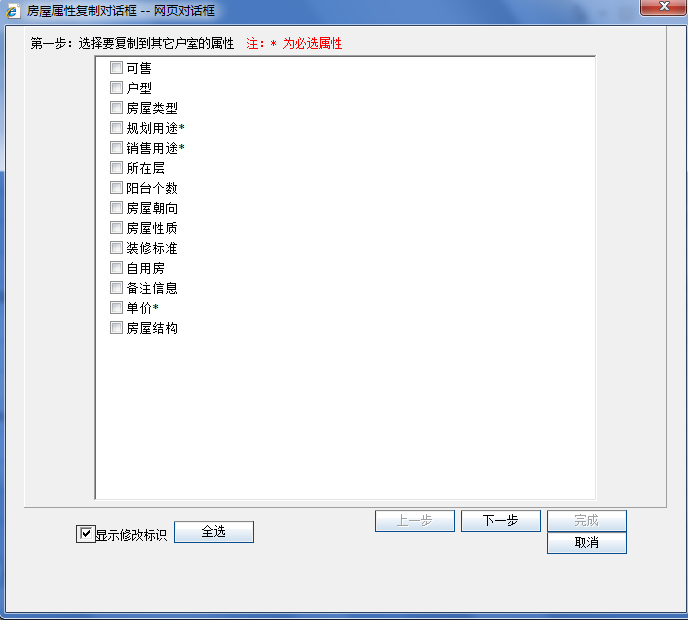 房屋属性复制对话框 -- 网页对话框
第一步：选择要复制到其它户室的属性 注：* 为必选属性
可售
户型
房屋类型
规划用途*
销售用途*
所在层
阳台个数
房屋朝向
房屋性质
装修标准
自用房
备注信息
单价*
房屋结构
上一步 下一步 完成
显示修改标识 全选
取消